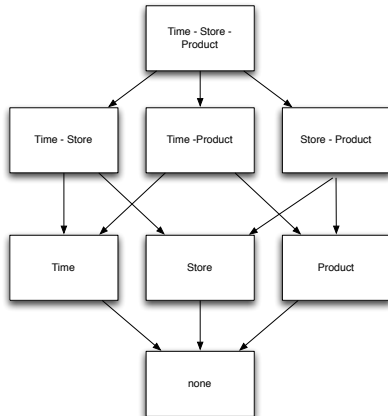 Time - Store -
Product
Time - Store
Time -Product
Store - Product
Time
Store
Product
none